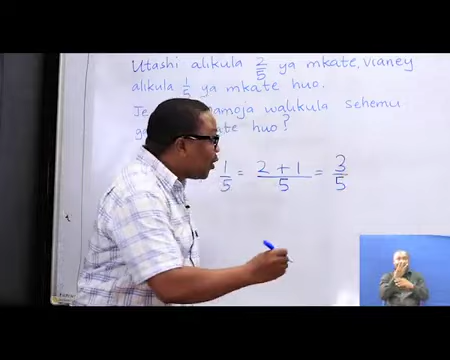 Utashi alikula 2/5 ya mkate, Vianey
alikula 1/5 ya mkate huo.
Je walikula sehemu
huo?
1/5 = 2+1/5 = 3/5